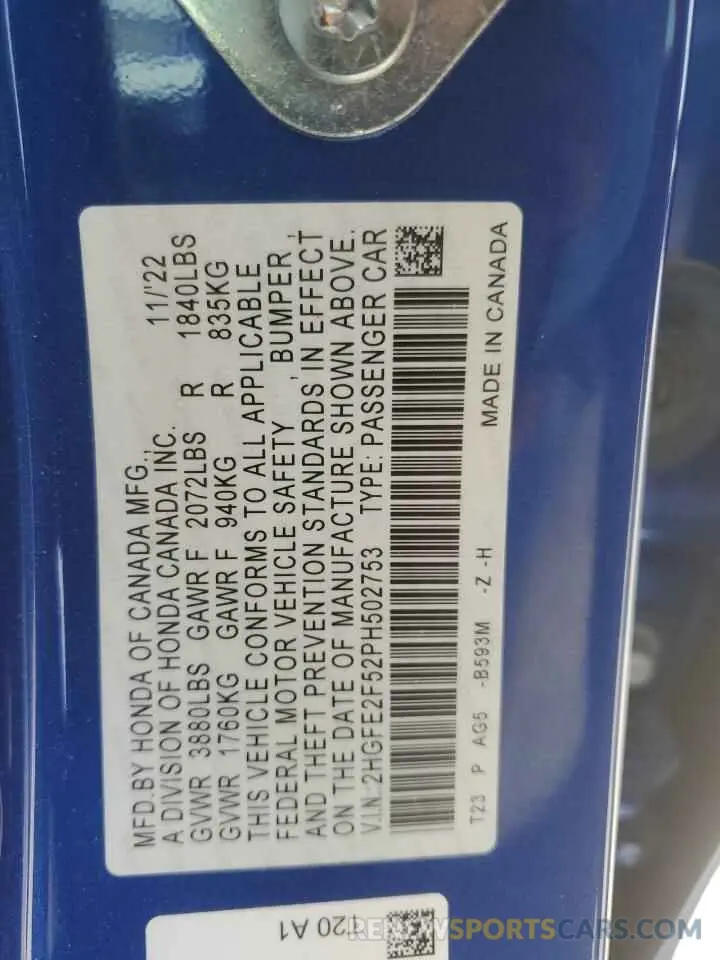 MFD.BY HONDA OF CANADA MFG.,
A DIVISION OF HONDA CANADA INC. 11/'22
GVWR 3880LBS GAWR F 2072LBS R 1840LBS
GVWR 1760KG GAWR F 940KG R 835KG
THIS VEHICLE CONFORMS TO ALL APPLICABLE
FEDERAL MOTOR VEHICLE SAFETY , BUMPER ,
AND THEFT PREVENTION STANDARDS IN EFFECT
ON THE DATE OF MANUFACTURE SHOWN ABOVE.
V.I.N:2HGFE2F52PH502753 TYPE: PASSENGER CAR
T23 P AG5 -B593M -Z -H MADE IN CANADA
T20 A1
RENEWSPORTSCARS.COM